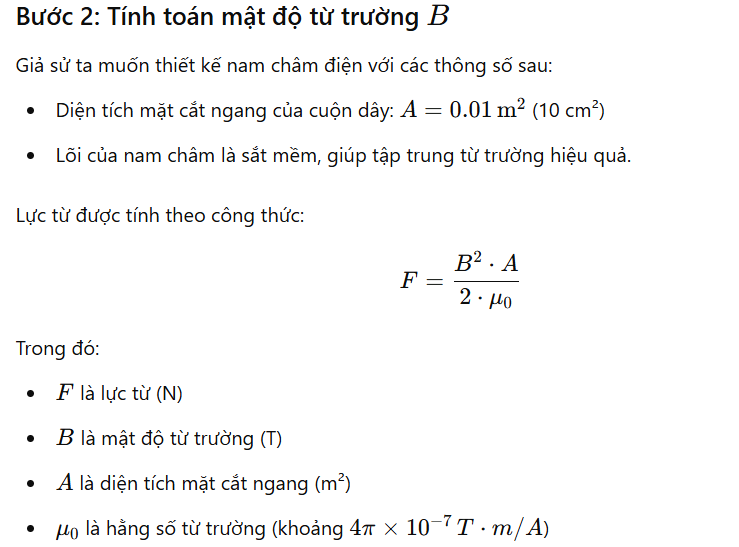 Bước 2: Tính toán mật độ từ trường B
Giả sử ta muốn thiết kế nam châm điện với các thông số sau:
• Diện tích mặt cắt ngang của cuộn dây: A = 0.01 m² (10 cm²)
• Lõi của nam châm là sắt mềm, giúp tập trung từ trường hiệu quả.
Lực từ được tính theo công thức:
F = B² · A / 2 · μ₀
Trong đó:
• F là lực từ (N)
• B là mật độ từ trường (T)
• A là diện tích mặt cắt ngang (m²)
• μ₀ là hằng số từ trường (khoảng 4π × 10⁻⁷ T · m/A)